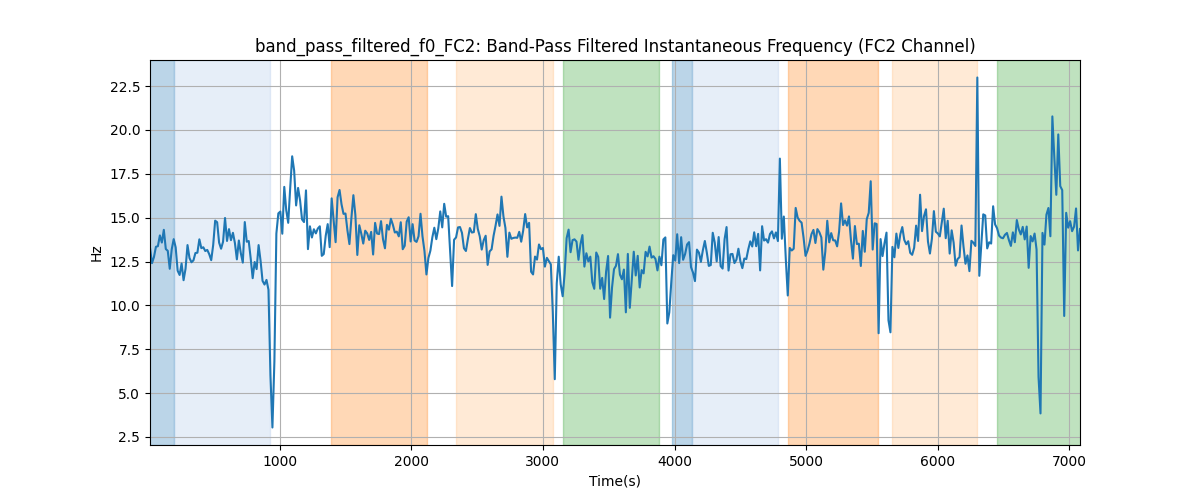 band_pass_filtered_f0_FC2: Band-Pass Filtered Instantaneous Frequency (FC2 Channel)
22.5
20.0
17.5
15.0
12.5
10.0
7.5
5.0
2.5
Hz
1000 2000 3000 4000 5000 6000 7000
Time(s)